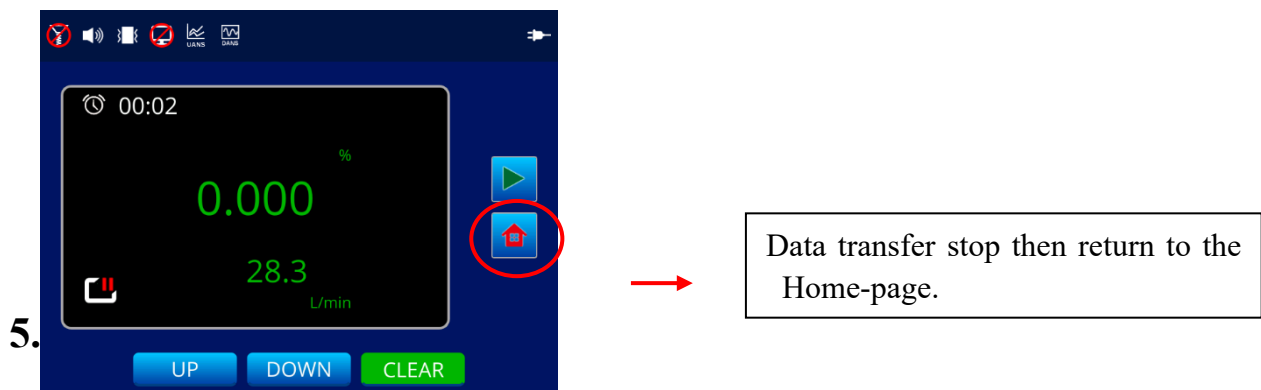 UANS DANS
00:02
%
0.000
28.3
L/min
Data transfer stop then return to the
Home-page.
5.
UP DOWN CLEAR